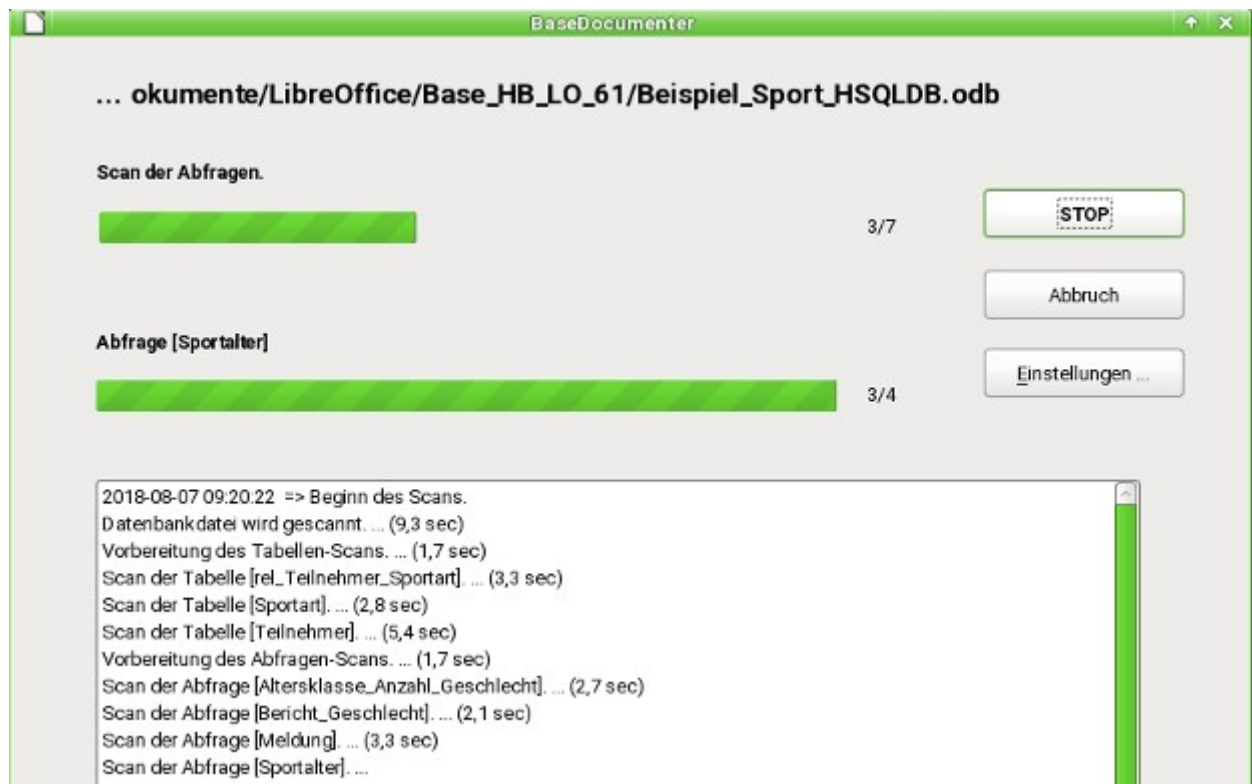 BaseDocumenter
... okumente/LibreOffice/Base_HB_LO_61/Beispiel_Sport_HSQLDB.odb
Scan der Abfragen.
3/7
STOP
Abbruch
Abfrage [Sportalter]
3/4
Einstellungen ...
2018-08-07 09:20:22 => Beginn des Scans.
Datenbankdatei wird gescannt. ... (9,3 sec)
Vorbereitung des Tabellen-Scans. ... (1,7 sec)
Scan der Tabelle [rel_Teilnehmer_Sportart]. ... (3,3 sec)
Scan der Tabelle [Sportart]. ... (2,8 sec)
Scan der Tabelle [Teilnehmer]. ... (5,4 sec)
Vorbereitung des Abfragen-Scans. ... (1,7 sec)
Scan der Abfrage [Altersklasse_Anzahl_Geschlecht]. ... (2,7 sec)
Scan der Abfrage [Bericht_Geschlecht]. ... (2,1 sec)
Scan der Abfrage [Meldung]. ... (3,3 sec)
Scan der Abfrage [Sportalter]. ...